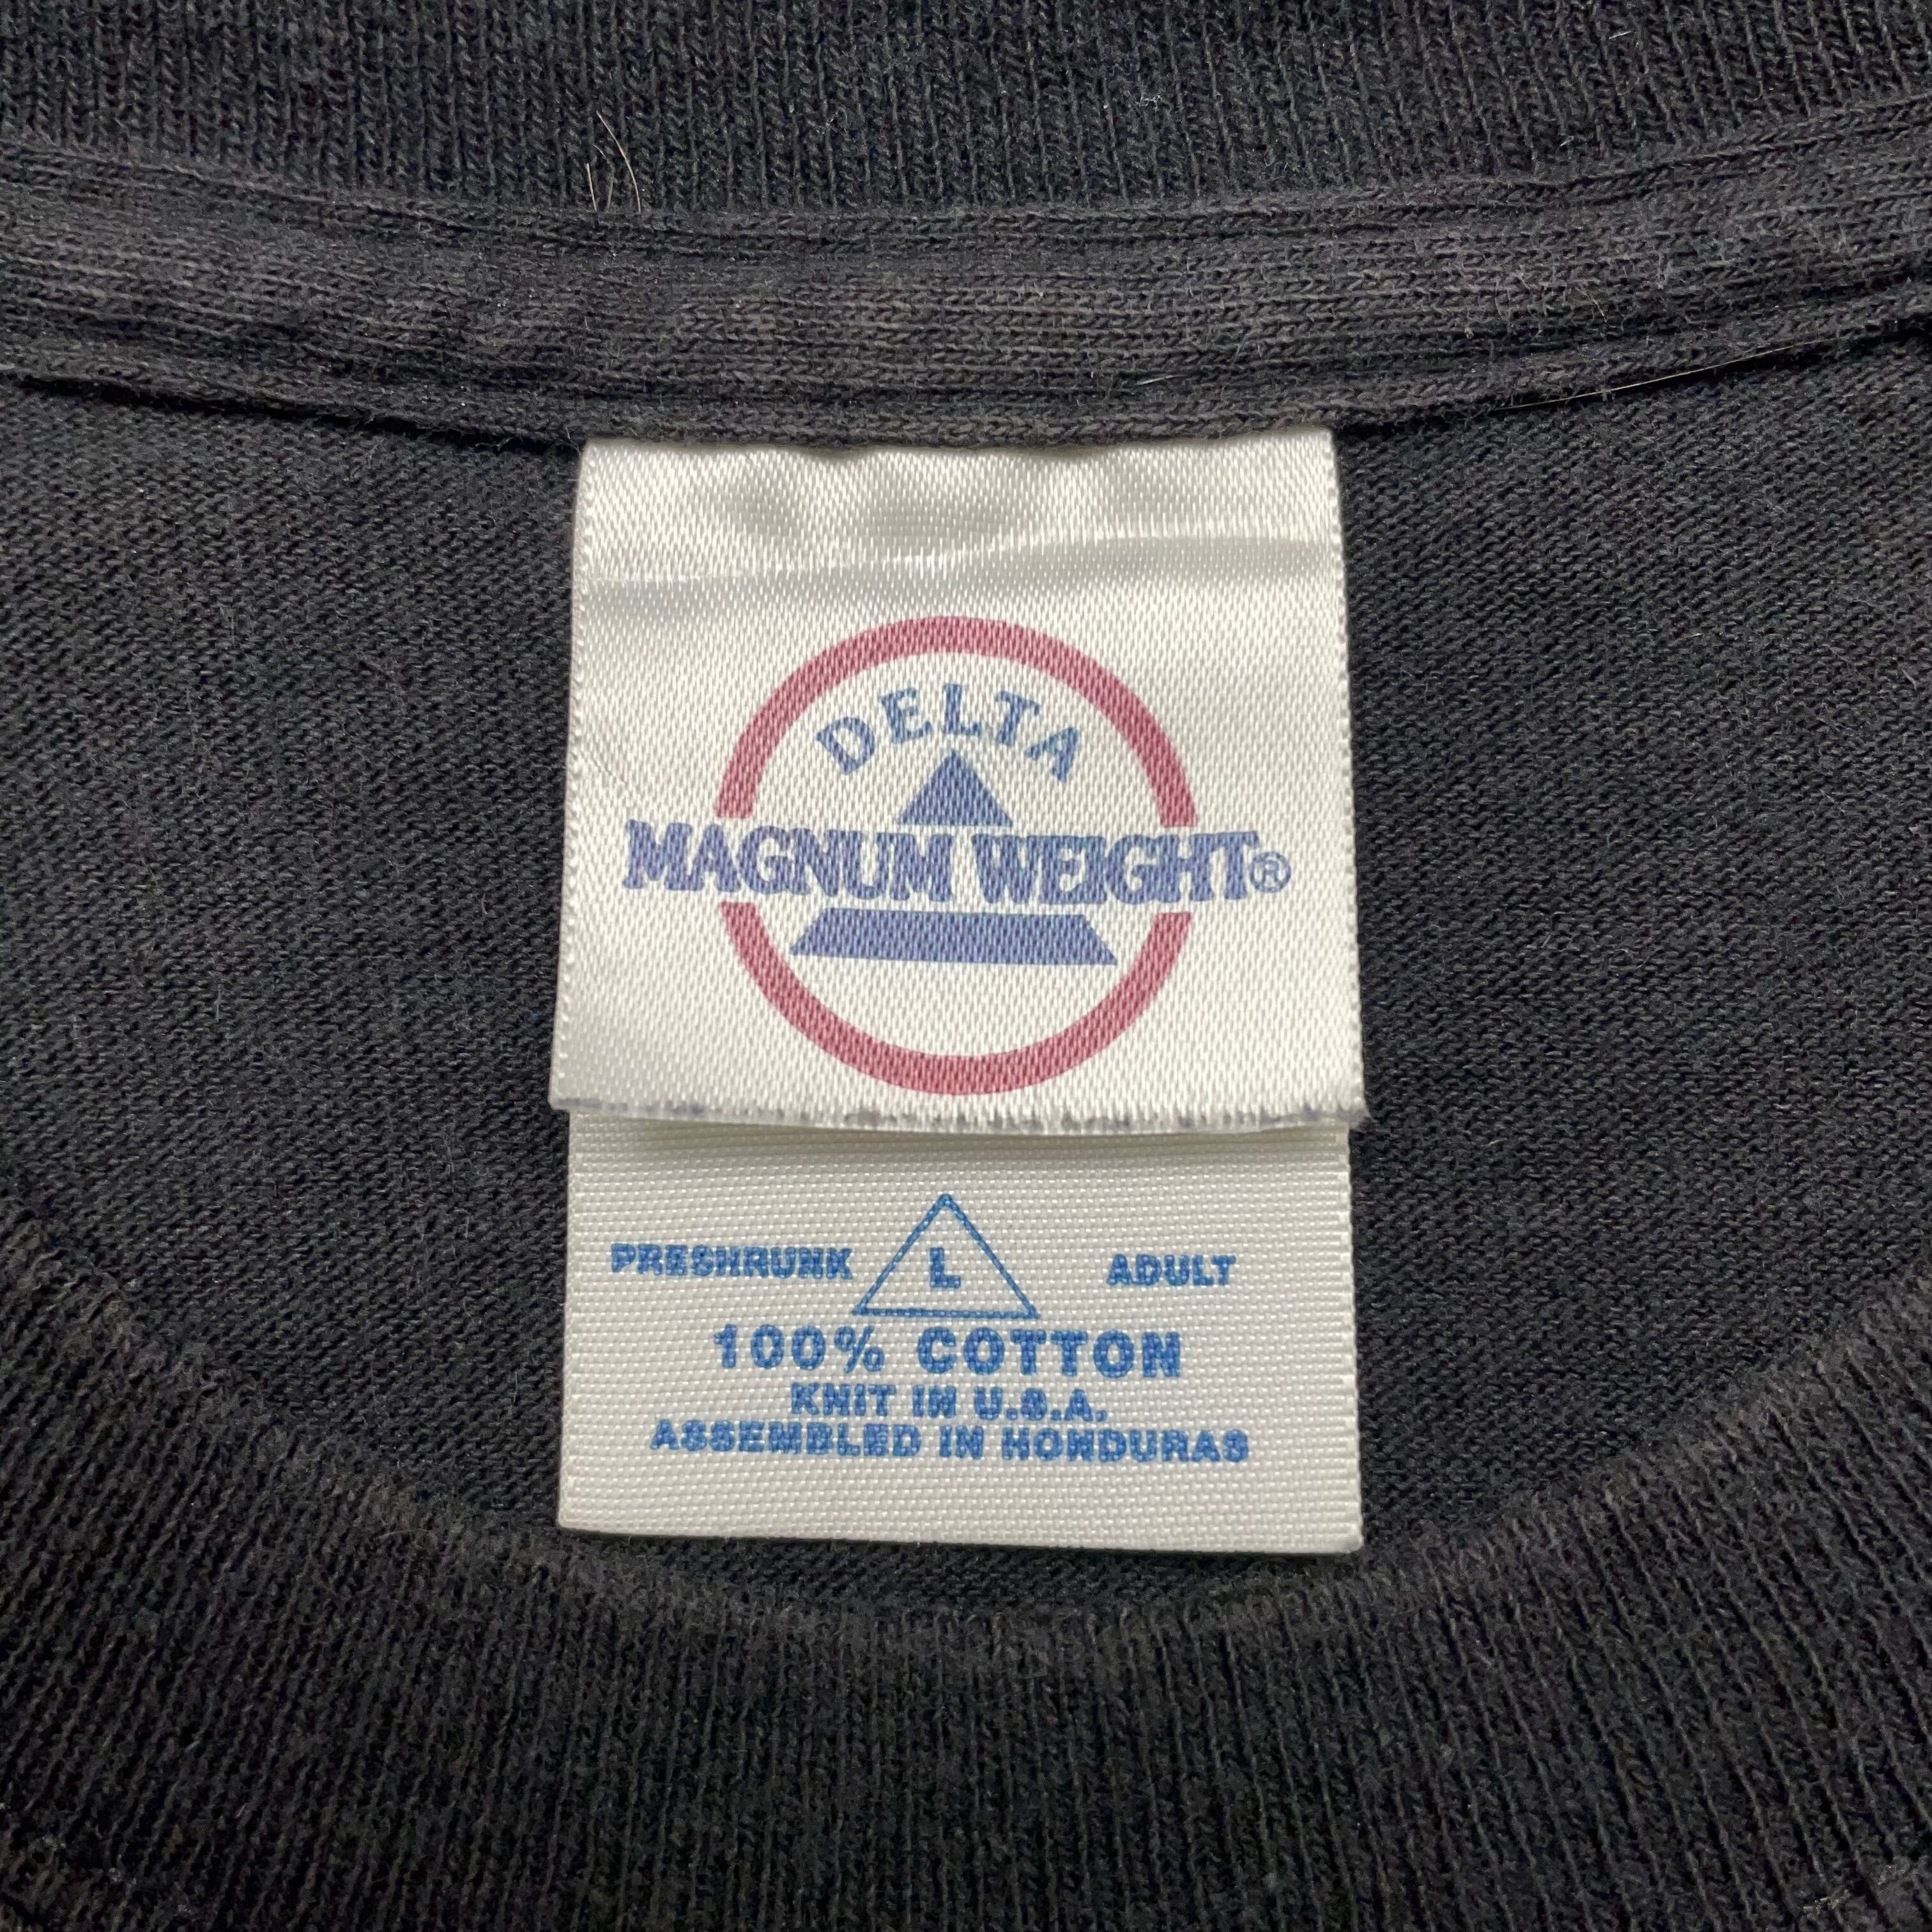 DELTA
MAGNUM WEIGHT®
PRESHRUNK L ADULT
100% COTTON
KNIT IN U.S.A.
ASSEMBLED IN HONDURAS